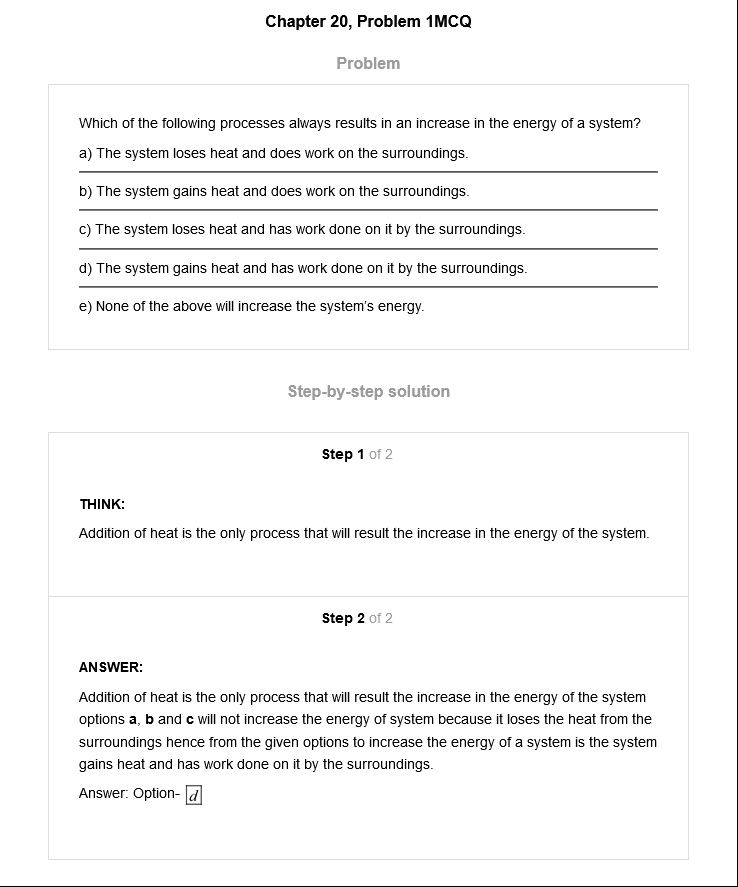 Chapter 20, Problem 1MCQ
Problem
Which of the following processes always results in an increase in the energy of a system?
a) The system loses heat and does work on the surroundings.
b) The system gains heat and does work on the surroundings.
c) The system loses heat and has work done on it by the surroundings.
d) The system gains heat and has work done on it by the surroundings.
e) None of the above will increase the system's energy.
Step-by-step solution
Step 1 of 2
THINK:
Addition of heat is the only process that will result the increase in the energy of the system.
Step 2 of 2
ANSWER:
Addition of heat is the only process that will result the increase in the energy of the system
options a, b and c will not increase the energy of system because it loses the heat from the
surroundings hence from the given options to increase the energy of a system is the system
gains heat and has work done on it by the surroundings.
Answer: Option- d